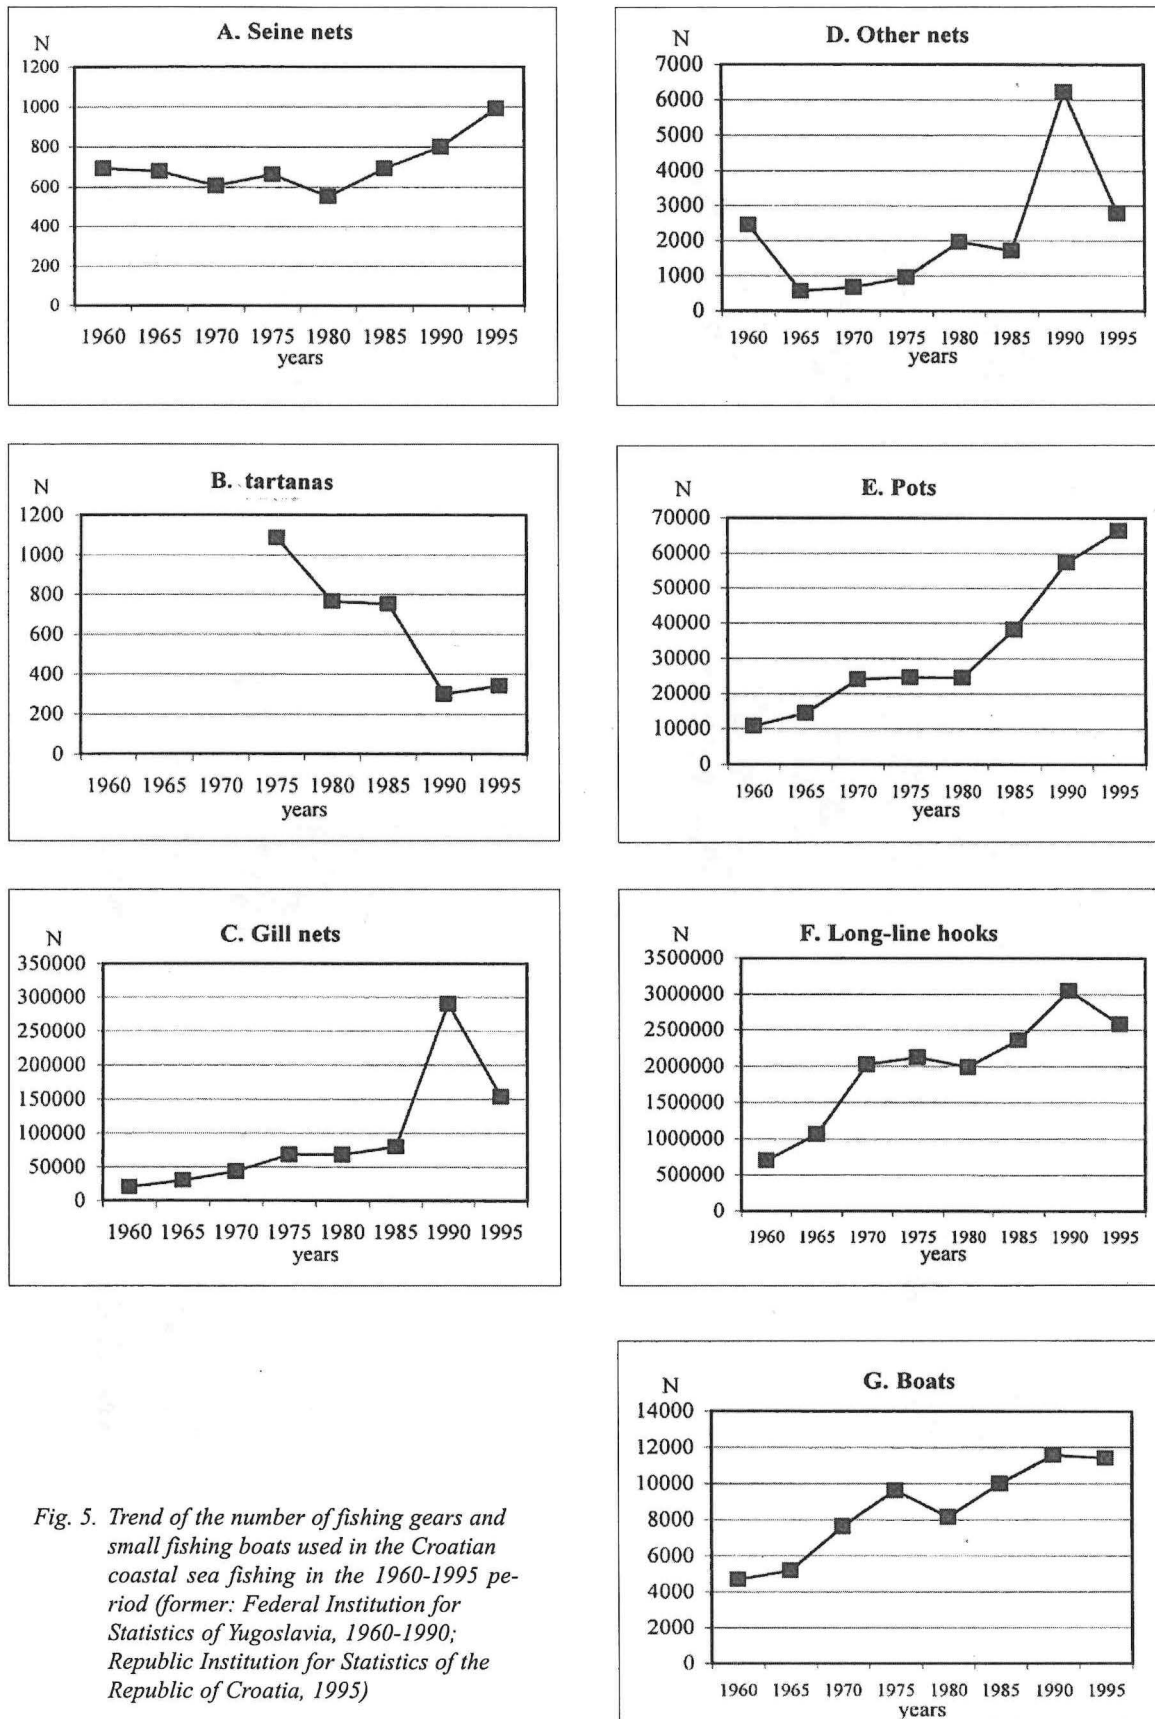 A. Seine nets
N
1200
1000
800
600
400
200
0
1960 1965 1970 1975 1980 1985 1990 1995
years
B. tartanas
N
1200
1000
800
600
400
200
0
1960 1965 1970 1975 1980 1985 1990 1995
years
C. Gill nets
N
350000
300000
250000
200000
150000
100000
50000
0
1960 1965 1970 1975 1980 1985 1990 1995
years
D. Other nets
N
7000
6000
5000
4000
3000
2000
1000
0
1960 1965 1970 1975 1980 1985 1990 1995
years
E. Pots
N
70000
60000
50000
40000
30000
20000
10000
0
1960 1965 1970 1975 1980 1985 1990 1995
years
F. Long-line hooks
N
3500000
3000000
2500000
2000000
1500000
1000000
500000
0
1960 1965 1970 1975 1980 1985 1990 1995
years
G. Boats
N
14000
12000
10000
8000
6000
4000
2000
0
1960 1965 1970 1975 1980 1985 1990 1995
years
Fig. 5. Trend of the number of fishing gears and
small fishing boats used in the Croatian
coastal sea fishing in the 1960-1995 pe-
riod (former: Federal Institution for
Statistics of Yugoslavia, 1960-1990;
Republic Institution for Statistics of the
Republic of Croatia, 1995)